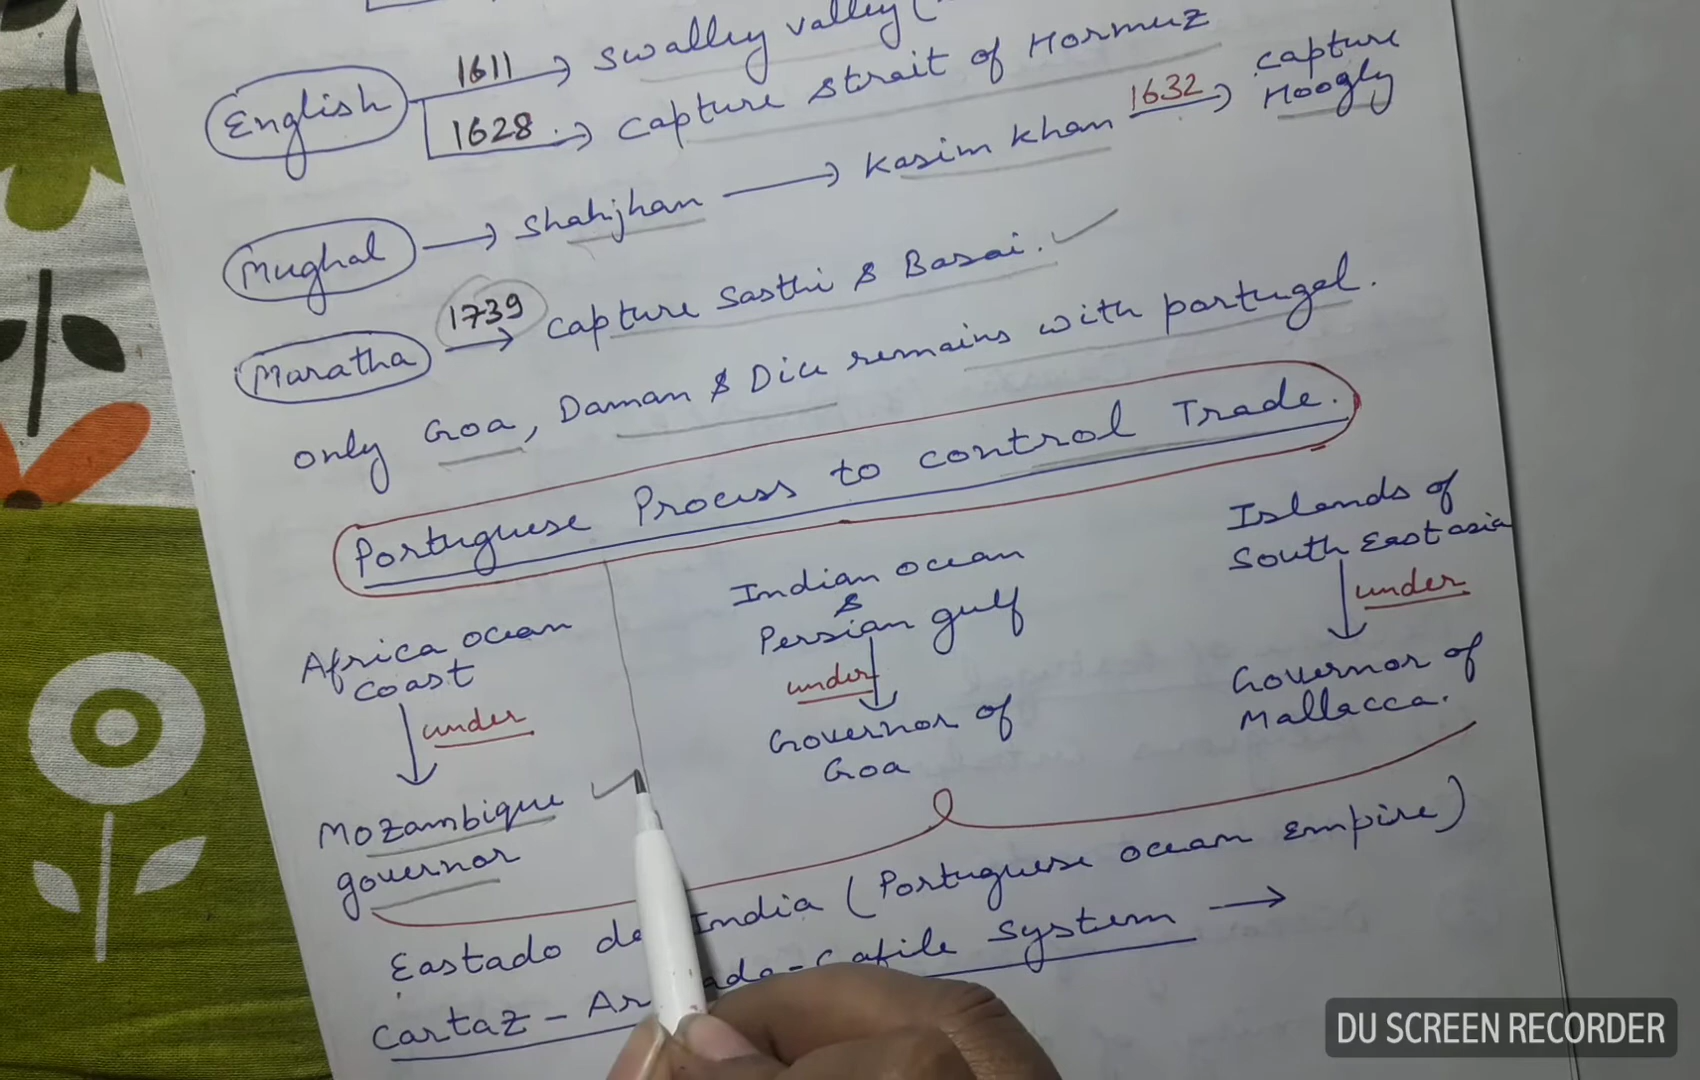 1611 swalley valley (
English
1628 capture strait of Hormuz
1632 capture Hoogly
Mughal Shahjhan Kasim Khan
Maratha 1739 capture Sasthi & Basai.
only Goa, Daman & Diu remains with portugal.
Portuguese Process to control Trade.
Africa ocean coast
under
Mozambique governor
Indian ocean & Persian gulf
under
Governor of Goa
Islands of South East asia
under
Governor of Mallacca.
Eastado de India (Portuguese ocean Empire)
Cartaz - Ar ada - Cafile System
DU SCREEN RECORDER